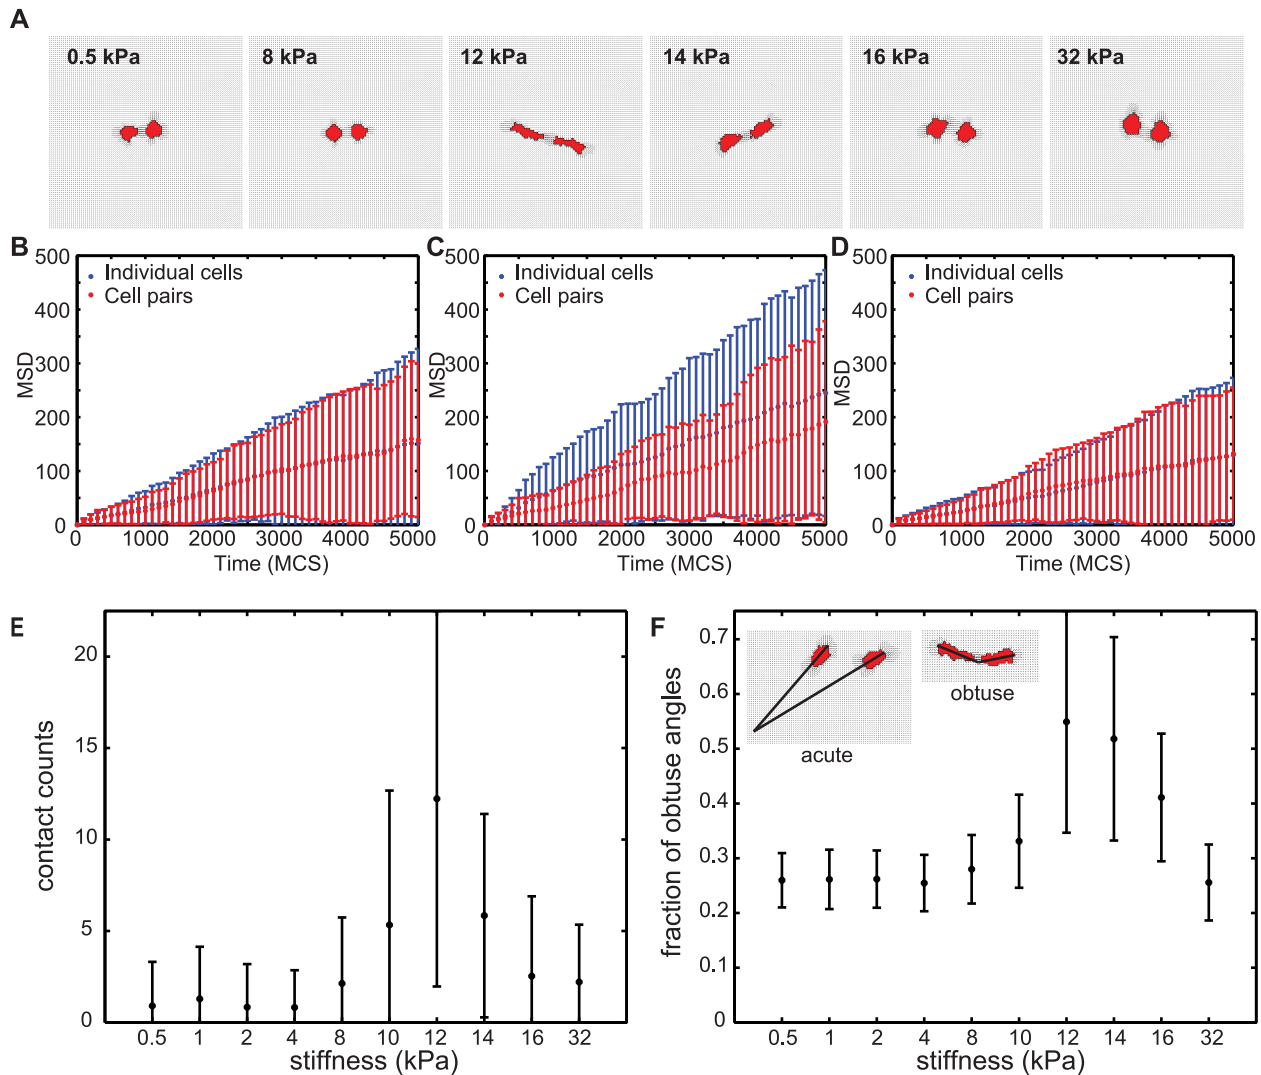 A
0.5 kPa 8 kPa 12 kPa 14 kPa 16 kPa 32 kPa
B C D
500 500 500
Individual cells Individual cells Individual cells
Cell pairs Cell pairs Cell pairs
400 400 400
MSD MSD MSD
300 300 300
200 200 200
100 100 100
0 0 0
0 1000 2000 3000 4000 5000 0 1000 2000 3000 4000 5000 0 1000 2000 3000 4000 5000
Time (MCS) Time (MCS) Time (MCS)
E
20
15
10
5
0
contact counts
0.5 1 2 4 8 10 12 14 16 32
stiffness (kPa)
F
0.7
0.6
0.5
0.4
0.3
0.2
0.1
0
fraction of obtuse angles
acute
obtuse
0.5 1 2 4 8 10 12 14 16 32
stiffness (kPa)